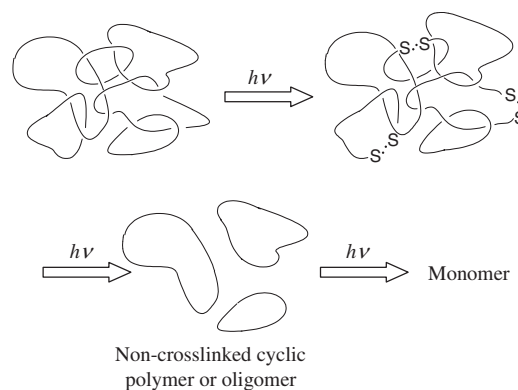 hν
S··S
S
S
S··S
hν
hν
Monomer
Non-crosslinked cyclic
polymer or oligomer